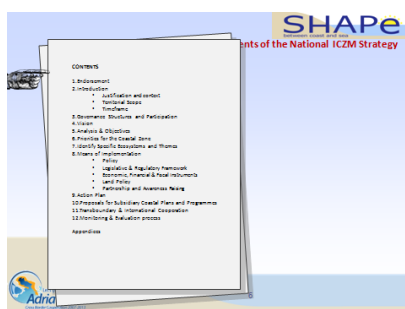 SHAPe
between coast and sea
ents of the National ICZM Strategy
CONTENTS
1.Endorsement
2.Introduction
• Justification and context
• Territorial Scope
• Timeframe
3.Governance Structures and Participation
4.Vision
5.Analysis & Objectives
6.Priorities for the Coastal Zone
7.Identify Specific Ecosystems and Themes
8.Means of Implementation
• Policy
• Legislative & Regulatory Framework
• Economic, Financial & Fiscal Instruments
• Land Policy
• Partnership and Awareness Raising
9.Action Plan
10.Proposals for Subsidiary Coastal Plans and Programmes
11.Transboundary & International Cooperation
12.Monitoring & Evaluation process
Appendices
Adria